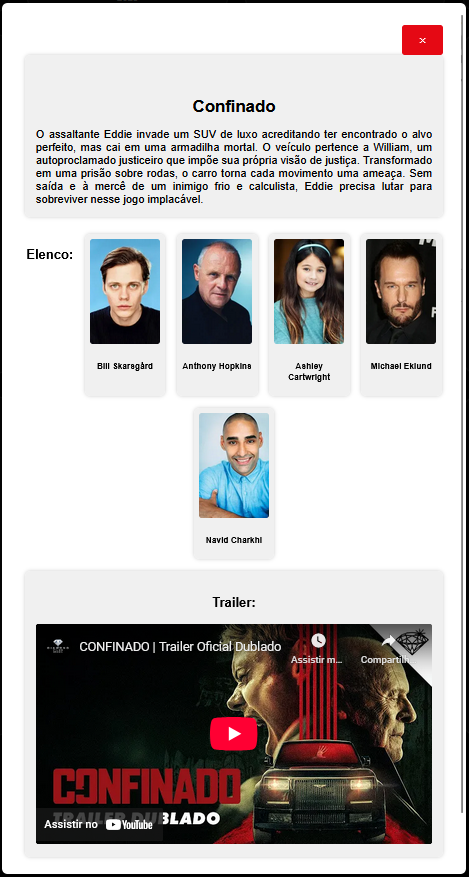 ×
Confinado
O assaltante Eddie invade um SUV de luxo acreditando ter encontrado o alvo
perfeito, mas cai em uma armadilha mortal. O veículo pertence a William, um
autoproclamado justiceiro que impõe sua própria visão de justiça. Transformado
em uma prisão sobre rodas, o carro torna cada movimento uma ameaça. Sem
saída e à mercê de um inimigo frio e calculista, Eddie precisa lutar para
sobreviver nesse jogo implacável.
Elenco:
Bill Skarsgård
Anthony Hopkins
Ashley
Cartwright
Michael Eklund
Navid Charkhi
Trailer:
CONFINADO | Trailer Oficial Dublado
Assistir m...
Compartilh
CONFINADO
TRAILER DUBLADO
Assistir no YouTube